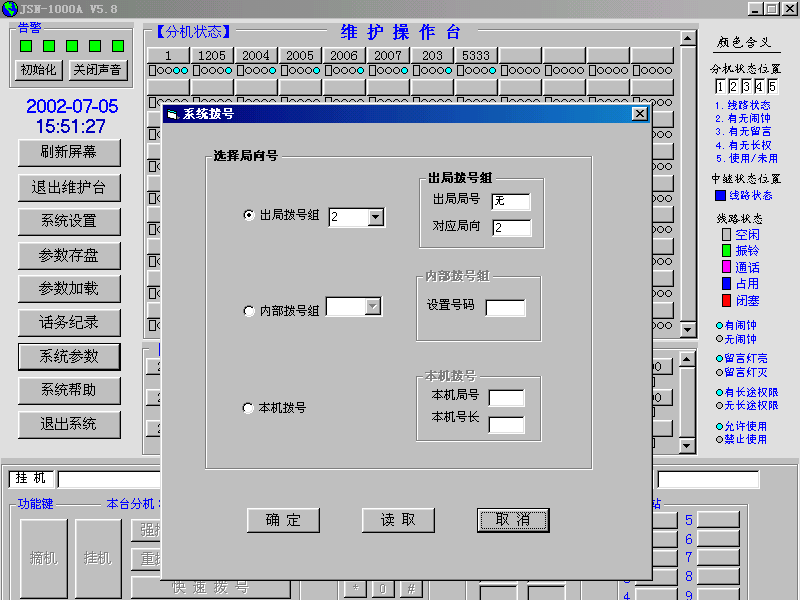 JSN-1000A V5.8
告警
初始化 关闭声音
2002-07-05
15:51:27
刷新屏幕
退出维护台
系统设置
参数存盘
参数加载
话务纪录
系统参数
系统帮助
退出系统
【分机状态】 维 护 操 作 台
1 1205 2004 2005 2006 2007 203 5333
系统拨号
选择局向号
出局拨号组 2
出局拨号组
出局局号 无
对应局向 2
内部拨号组
内部拨号组
设置号码
本机拨号
本机拨号
本机局号
本机号长
确 定 读 取 取 消
颜色含义
分机状态位置
1 2 3 4 5
1. 线路状态
2. 有无闹钟
3. 有无留言
4. 有无长权
5. 使用/未用
中继状态位置
线路状态
线路状态
空闲
振铃
通话
占用
闭塞
有闹钟
无闹钟
留言灯亮
留言灯灭
有长途权限
无长途权限
允许使用
禁止使用
挂 机
功能键 本台分机
摘机 挂机
快 速 拨 号
* 0 #
站
5
6
7
8
4 9